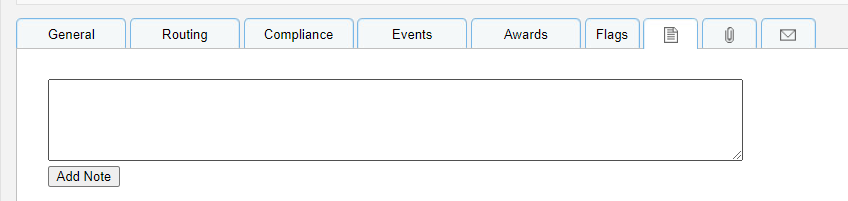 General Routing Compliance Events Awards Flags
Add Note